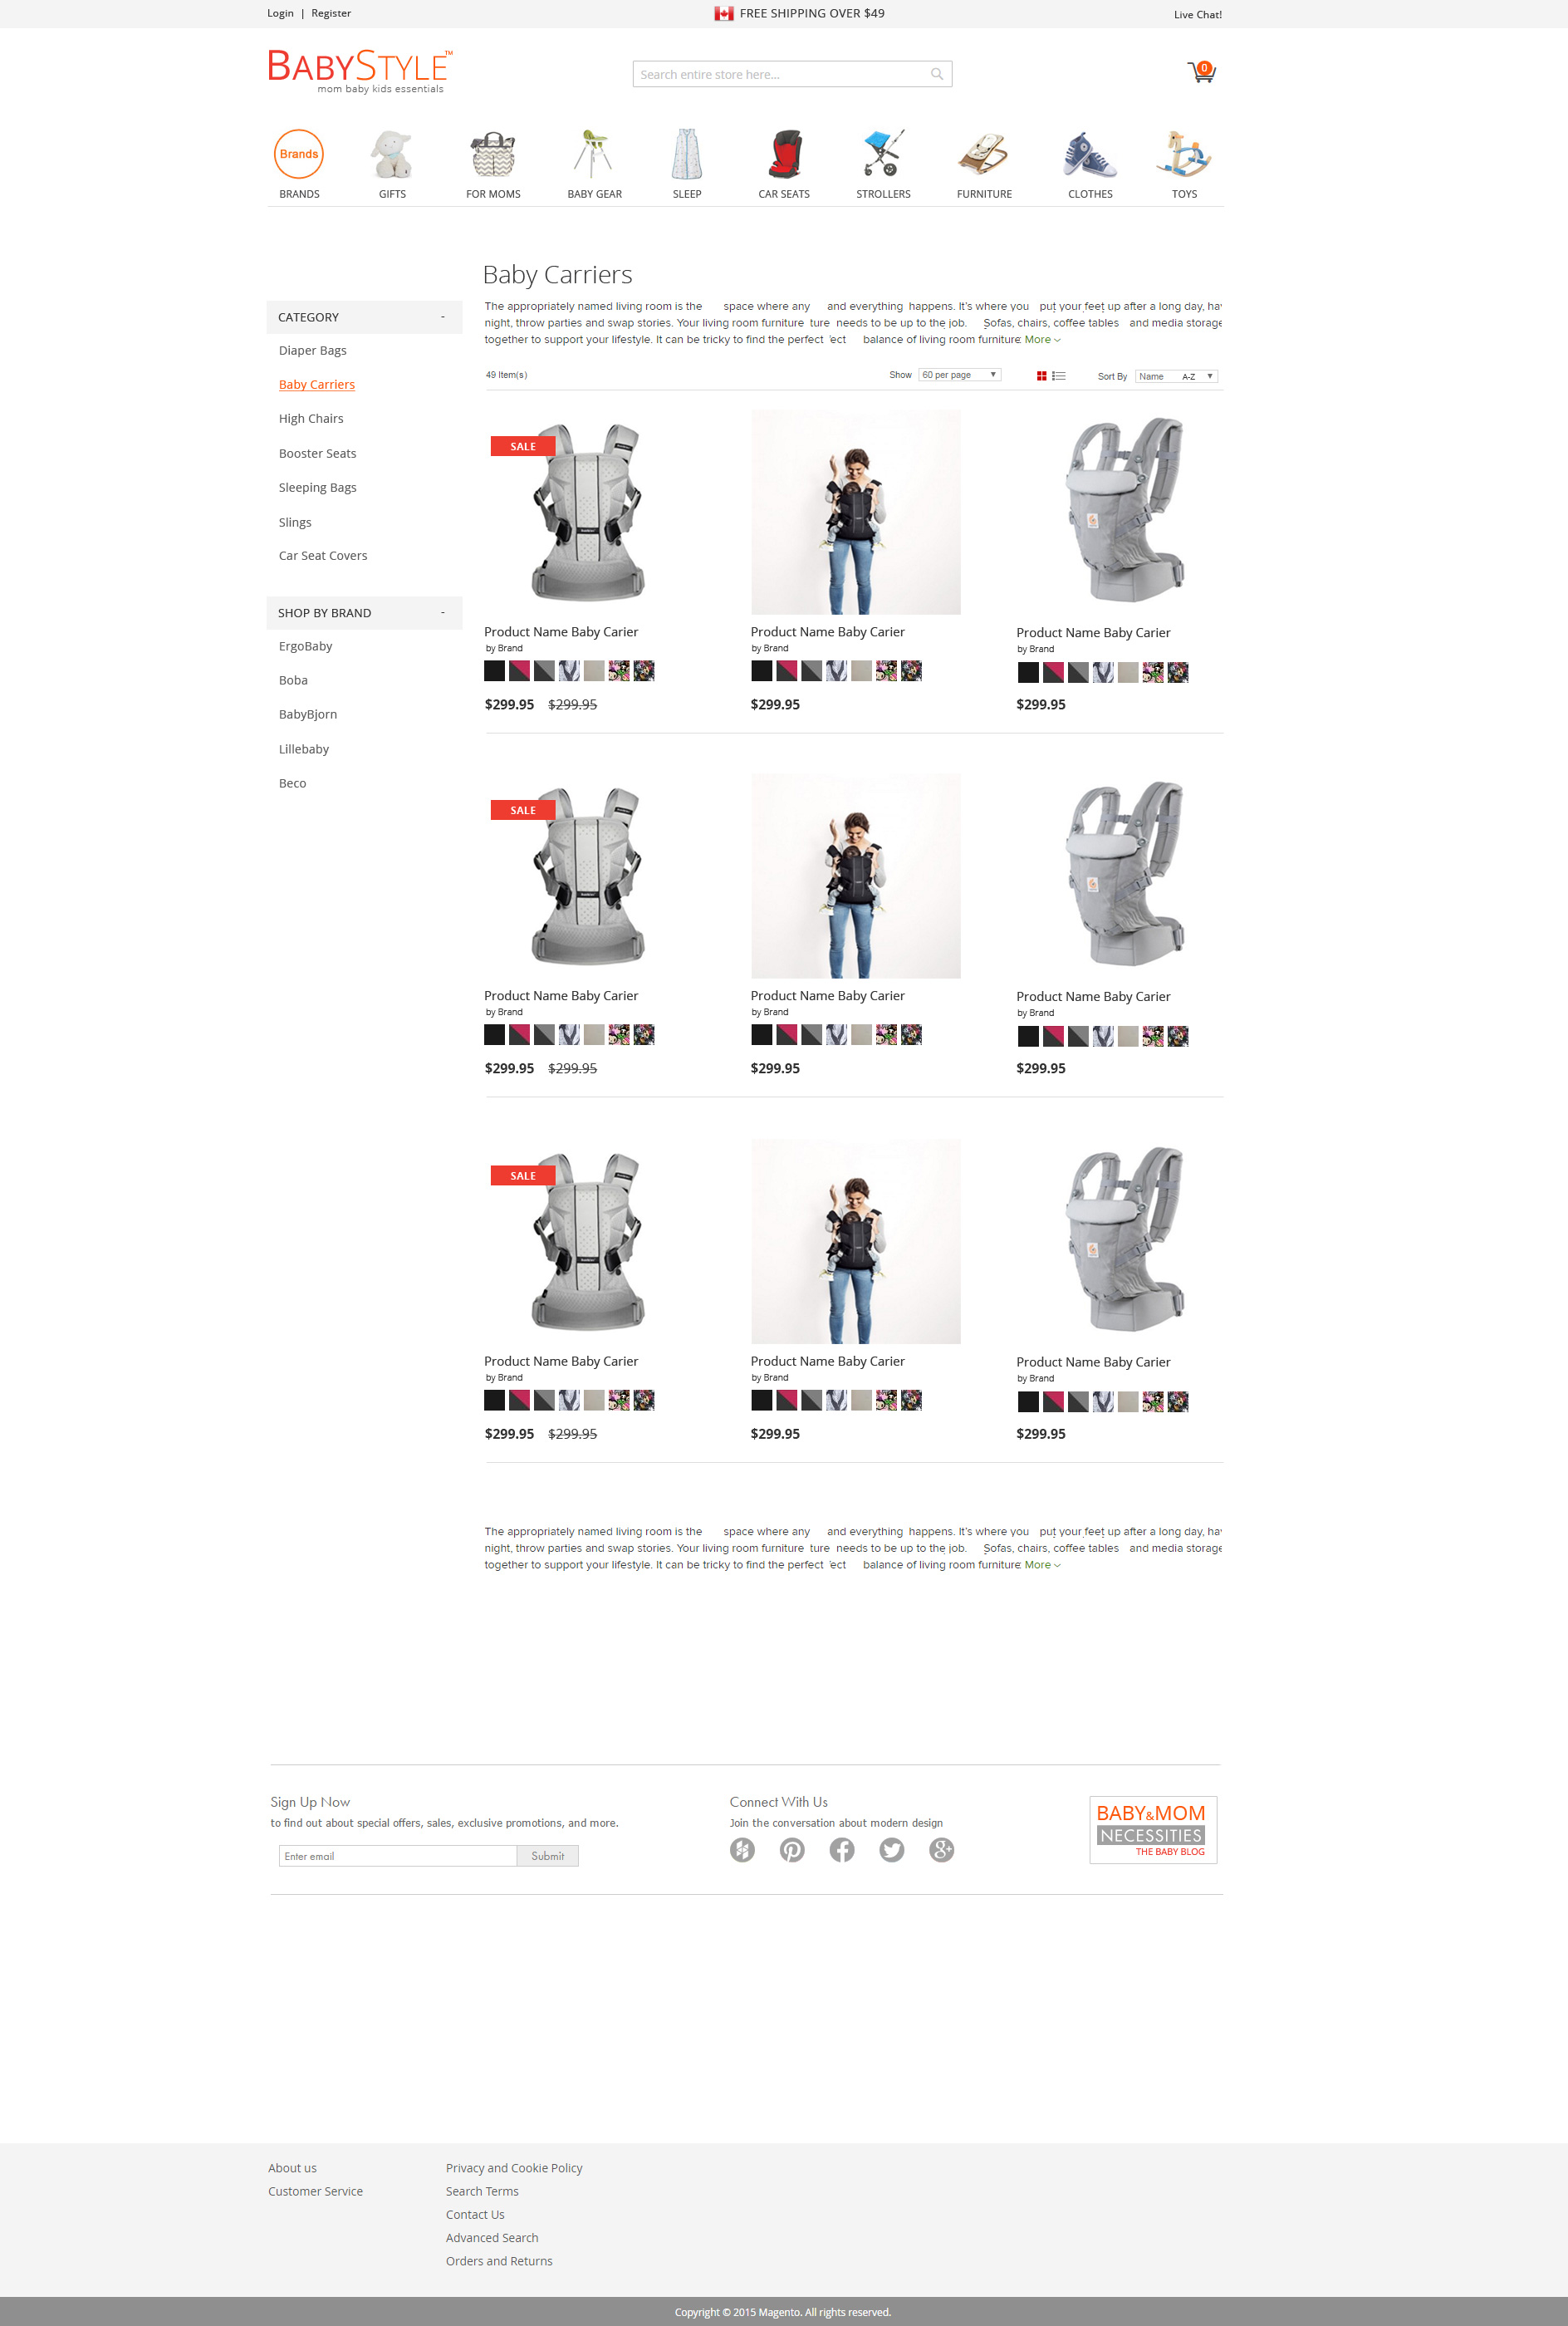 Login | Register
FREE SHIPPING OVER $49
Live Chat!
BABYSTYLE™
mom baby kids essentials
Search entire store here...
0
Brands
BRANDS
GIFTS
FOR MOMS
BABY GEAR
SLEEP
CAR SEATS
STROLLERS
FURNITURE
CLOTHES
TOYS
CATEGORY -
Diaper Bags
Baby Carriers
High Chairs
Booster Seats
Sleeping Bags
Slings
Car Seat Covers
SHOP BY BRAND -
ErgoBaby
Boba
BabyBjorn
Lillebaby
Beco
Baby Carriers
The appropriately named living room is the space where any and everything happens. It's where you put your feet up after a long day, hav
night, throw parties and swap stories. Your living room furniture ture needs to be up to the job. Sofas, chairs, coffee tables and media storage
together to support your lifestyle. It can be tricky to find the perfect 'ect balance of living room furniture: More
49 Item(s)
Show 60 per page
Sort By Name A-Z
SALE
Product Name Baby Carier
by Brand
$299.95 $299.95
Product Name Baby Carier
by Brand
$299.95
Product Name Baby Carier
by Brand
$299.95
SALE
Product Name Baby Carier
by Brand
$299.95 $299.95
Product Name Baby Carier
by Brand
$299.95
Product Name Baby Carier
by Brand
$299.95
SALE
Product Name Baby Carier
by Brand
$299.95 $299.95
Product Name Baby Carier
by Brand
$299.95
Product Name Baby Carier
by Brand
$299.95
The appropriately named living room is the space where any and everything happens. It's where you put your feet up after a long day, hav
night, throw parties and swap stories. Your living room furniture ture needs to be up to the job. Sofas, chairs, coffee tables and media storage
together to support your lifestyle. It can be tricky to find the perfect 'ect balance of living room furniture: More
Sign Up Now
to find out about special offers, sales, exclusive promotions, and more.
Enter email
Submit
Connect With Us
Join the conversation about modern design
BABY&MOM
NECESSITIES
THE BABY BLOG
About us
Customer Service
Privacy and Cookie Policy
Search Terms
Contact Us
Advanced Search
Orders and Returns
Copyright © 2015 Magento. All rights reserved.